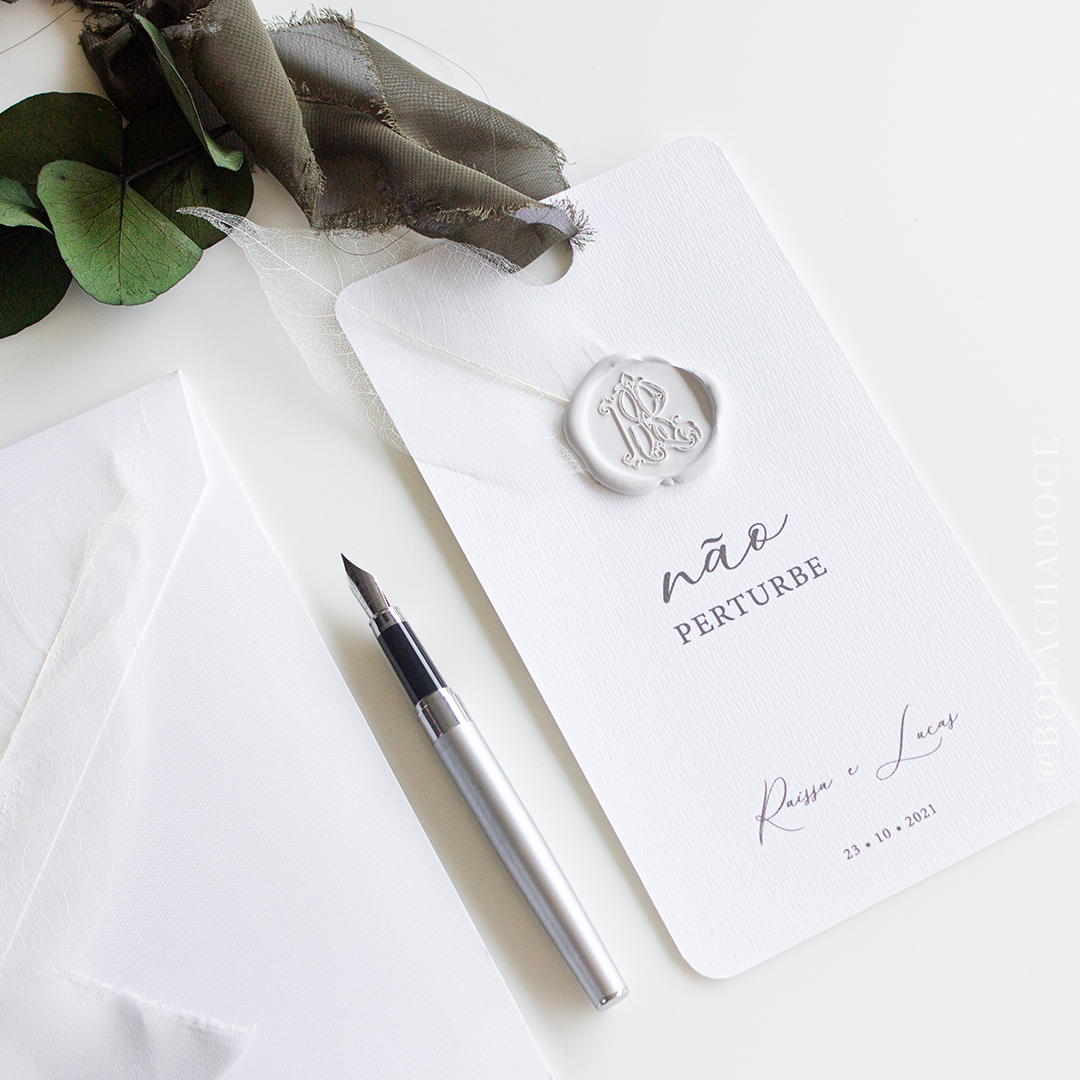 não
PERTURBE
Raissa e Lucas
23 • 10 • 2021
@BOLACHADOCE